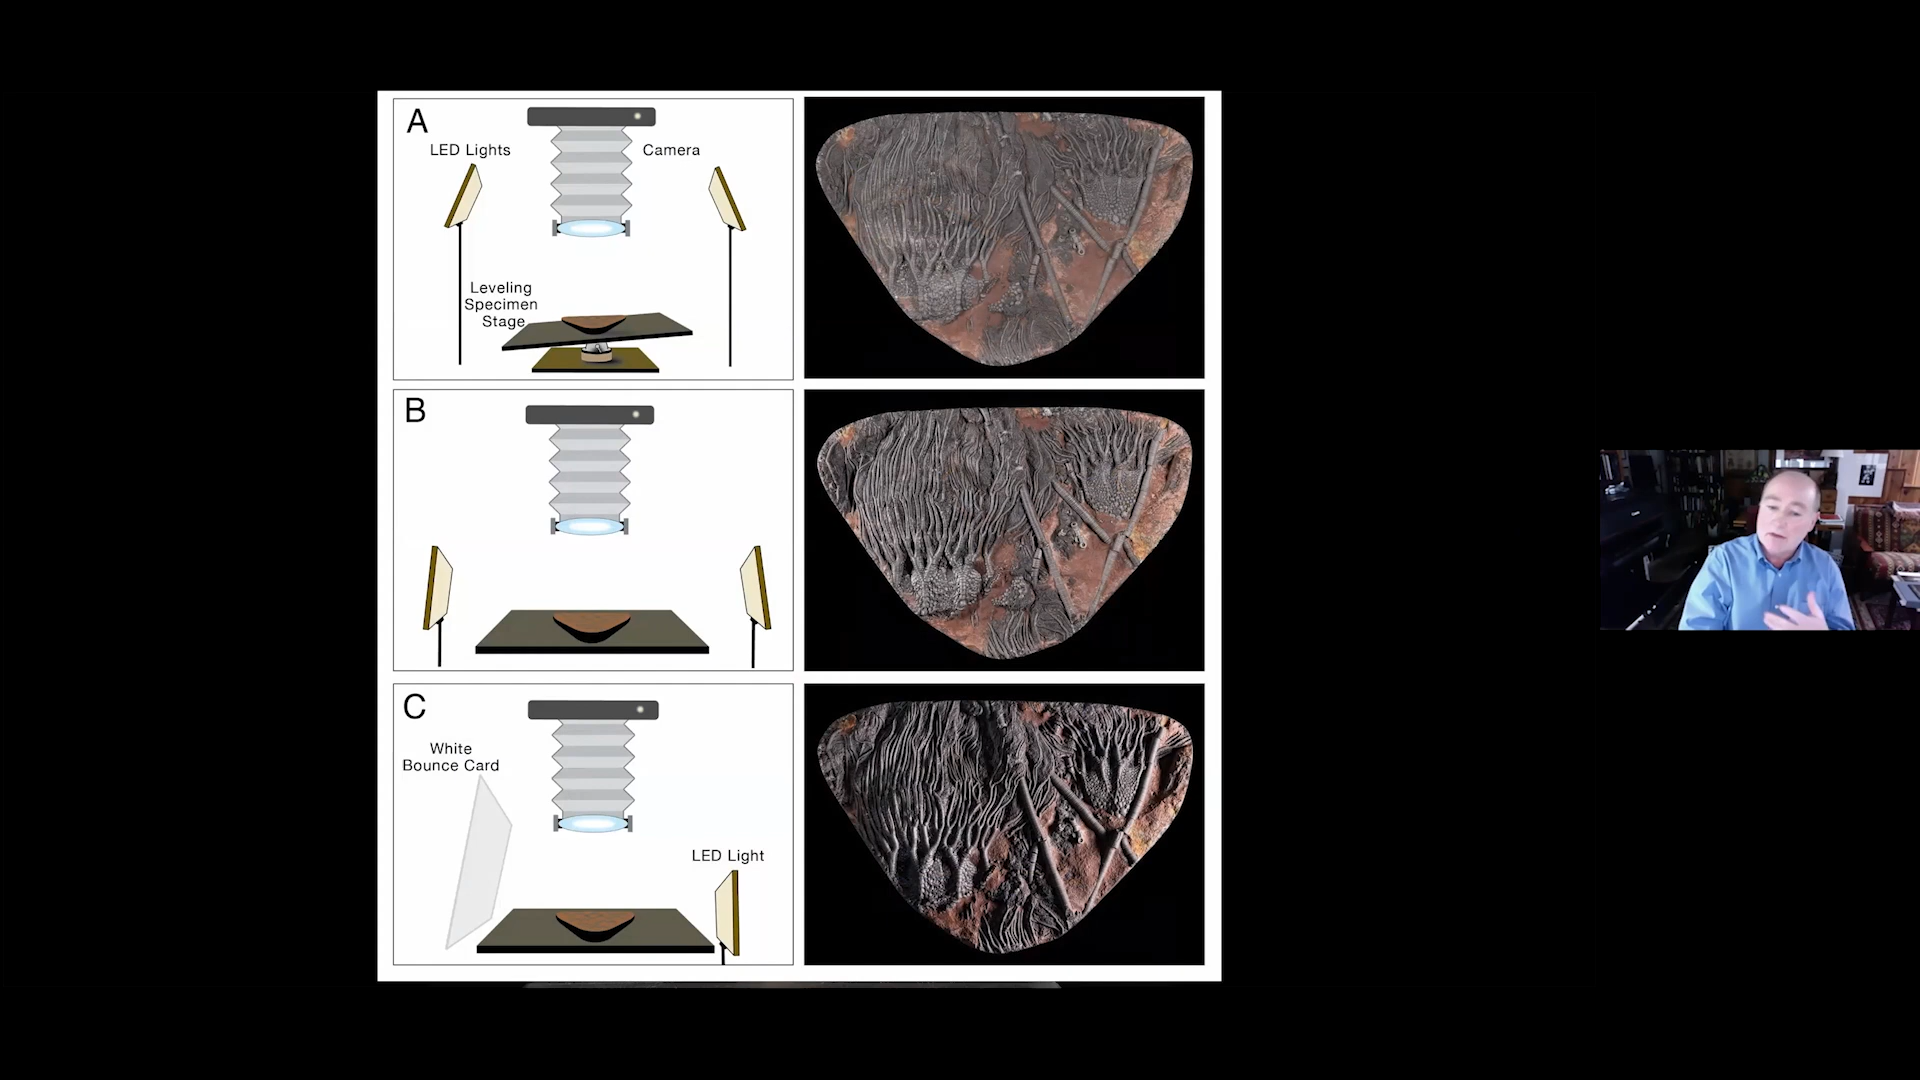 A
LED Lights
Camera
Leveling
Specimen
Stage
B
C
White
Bounce Card
LED Light